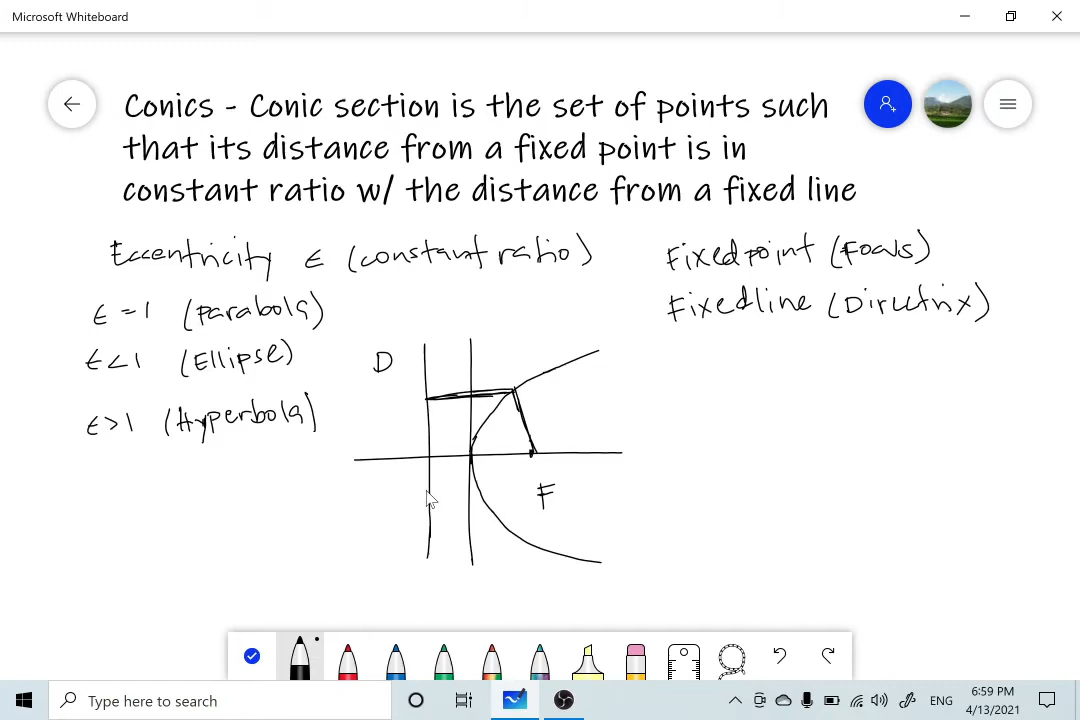 Microsoft Whiteboard
Conics - Conic section is the set of points such
that its distance from a fixed point is in
constant ratio w/ the distance from a fixed line
Eccentricity ϵ (constant ratio)
Fixed point (Focus)
ϵ = 1 (Parabola)
Fixed line (Directrix)
ϵ < 1 (Ellipse)
D
ϵ > 1 (Hyperbola)
F
Type here to search
ENG
6:59 PM
4/13/2021